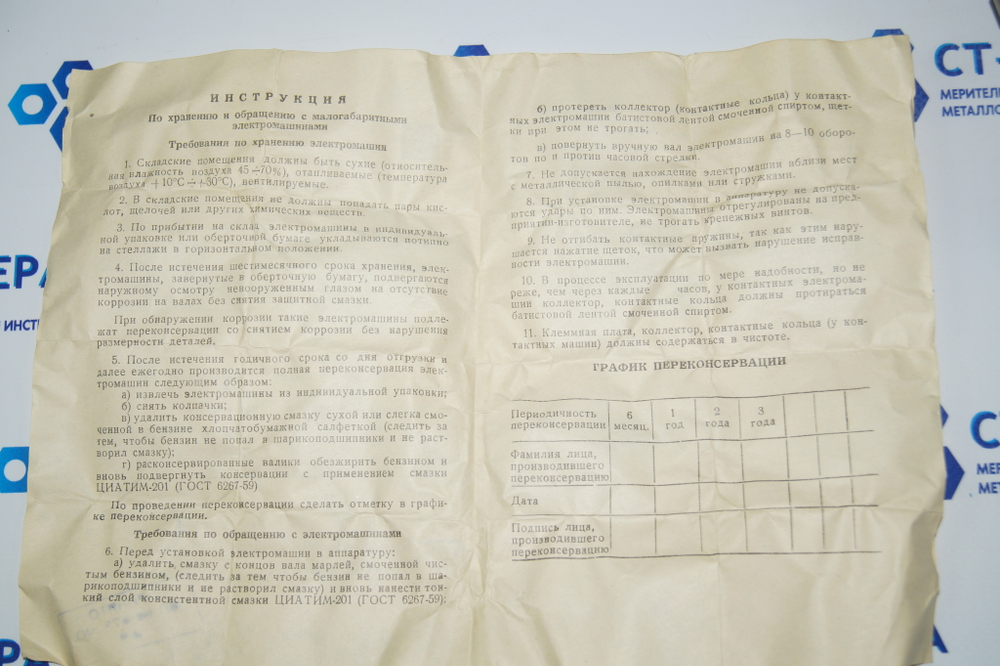 ИНСТРУКЦИЯ
По хранению и обращению с малогабаритными
электромашинами
Требования по хранению электромашин
1. Складские помещения должны быть сухие (относитель-
ная влажность воздуха 45÷70%), отапливаемые (температура
воздуха +10°С÷+30°С), вентилируемые.
2. В складские помещения не должны попадать пары кис-
лот, щелочей или других химических веществ.
3. По прибытии на склад электромашины в индивидуаль-
ной упаковке или оберточной бумаге укладываются потипно
на стеллажи в горизонтальном положении.
4. После истечения шестимесячного срока хранения, элек-
тромашины, завернутые в оберточную бумагу, подвергаются
наружному осмотру невооруженным глазом на отсутствие
коррозии на валах без снятия защитной смазки.
При обнаружении коррозии такие электромашины подле-
жат переконсервации со снятием коррозии без нарушения
размерности деталей.
5. После истечения годичного срока со дня отгрузки и
далее ежегодно производится полная переконсервация элек-
тромашин следующим образом:
а) извлечь электромашины из индивидуальной упаковки;
б) снять колпачки;
в) удалить консервационную смазку сухой или слегка смо-
ченной в бензине хлопчатобумажной салфеткой (следить за
тем, чтобы бензин не попал в шарикоподшипники и не раст-
ворил смазку);
г) расконсервированные валики обезжирить бензином и
вновь подвергнуть консервации с применением смазки
ЦИАТИМ-201 (ГОСТ 6267-59)
По проведении переконсервации сделать отметку в графи-
ке переконсервации.
Требования по обращению с электромашинами
6. Перед установкой электромашин в аппаратуру:
а) удалить смазку с концов вала марлей, смоченной чис-
тым бензином, (следить за тем чтобы бензин не попал в ша-
рикоподшипники и не растворил смазку) и вновь нанести тон-
кий слой консистентной смазки ЦИАТИМ-201 (ГОСТ 6267-59);
б) протереть коллектор (контактные кольца) у контакт-
ных электромашин батистовой лентой смоченной спиртом, щет-
ки при этом не трогать;
в) повернуть вручную вал электромашин на 8—10 оборо-
тов по и против часовой стрелки.
7. Не допускается нахождение электромашин вблизи мест
с металлической пылью, опилками или стружками.
8. При установке электромашин в аппаратуру не допуска-
ются удары по ним. Электромашины отрегулированы на пред-
приятии-изготовителе, не трогать крепежных винтов.
9. Не отгибать контактные пружины, так как этим нару-
шается нажатие щеток, что может вызвать нарушение исправ-
ности электромашин.
10. В процессе эксплуатации по мере надобности, но не
реже, чем через каждые часов, у контактных электрома-
шин коллектор, контактные кольца должны протираться
батистовой лентой смоченной спиртом.
11. Клеммная плата, коллектор, контактные кольца (у кон-
тактных машин) должны содержаться в чистоте.
ГРАФИК ПЕРЕКОНСЕРВАЦИИ
Периодичность переконсервации 6 месяц. 1 год 2 года 3 года
Фамилия лица,
производившего
переконсервацию
Дата
Подпись лица,
производившего
переконсервацию
СТ-
МЕРИТЕЛ
МЕТАЛЛО
ЕРА
ИНСТ
СТ-
МЕРИ
МЕТА
ЕРА